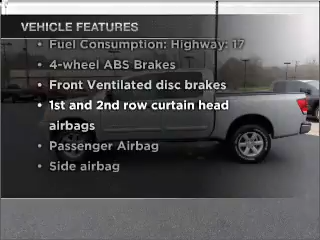 VEHICLE FEATURES
• Fuel Consumption: Highway: 17
• 4-wheel ABS Brakes
• Front Ventilated disc brakes
• 1st and 2nd row curtain head
airbags
• Passenger Airbag
• Side airbag